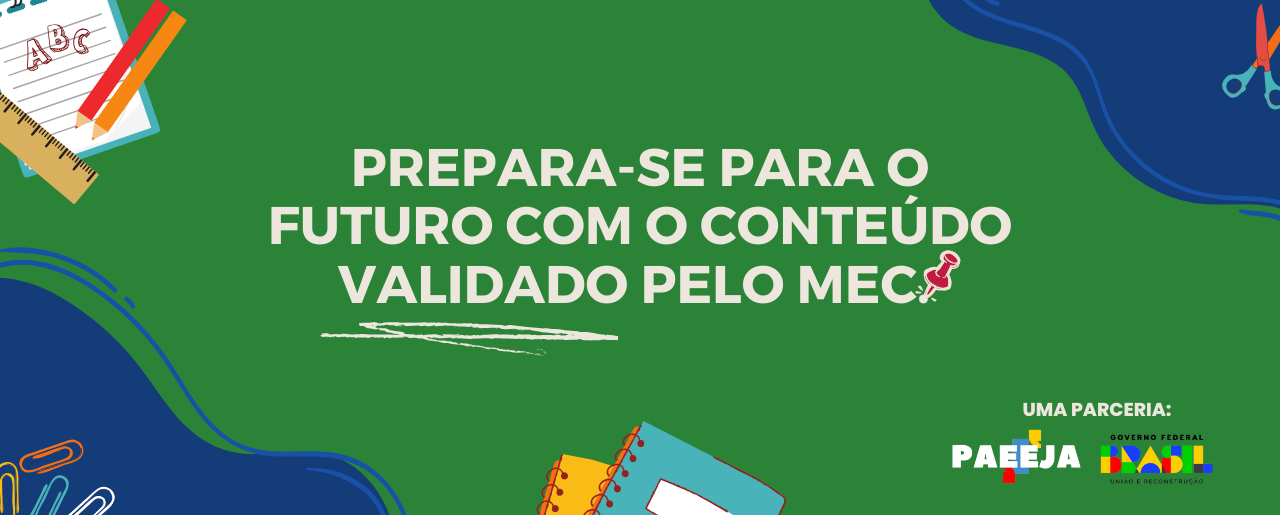 ABC
PREPARA-SE PARA O
FUTURO COM O CONTEÚDO
VALIDADO PELO MEC
UMA PARCERIA:
PAEEJA
GOVERNO FEDERAL
BRASIL
UNIÃO E RECONSTRUÇÃO